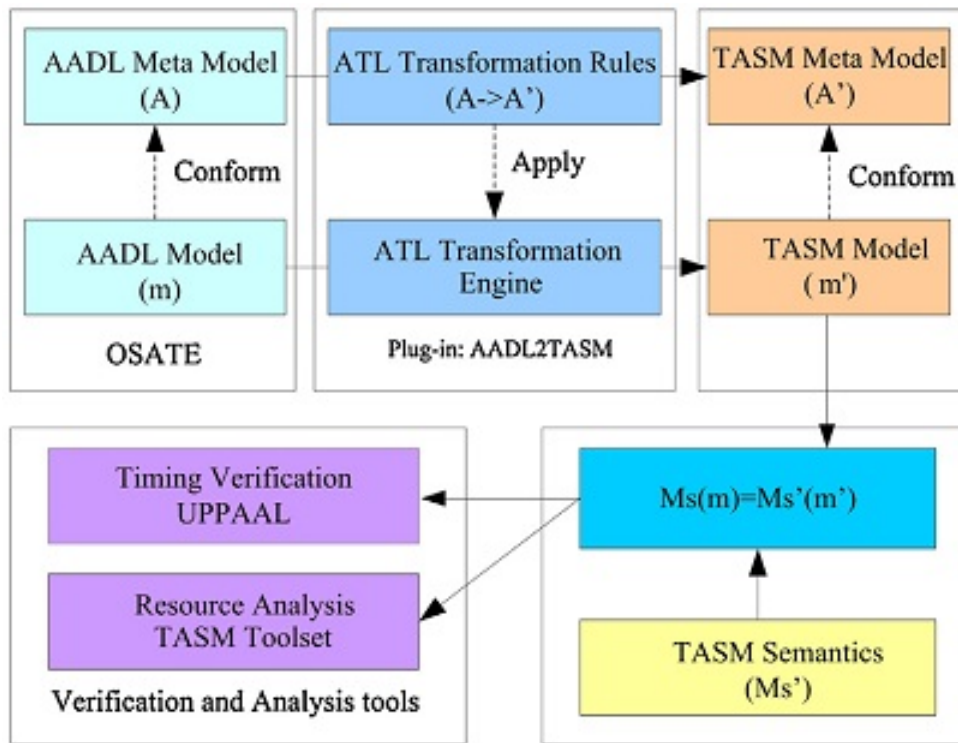 AADL Meta Model
(A)
ATL Transformation Rules
(A->A’)
TASM Meta Model
(A’)
Conform
Apply
Conform
AADL Model
(m)
ATL Transformation
Engine
TASM Model
( m')
OSATE
Plug-in: AADL2TASM
Timing Verification
UPPAAL
Ms(m)=Ms’(m’)
Resource Analysis
TASM Toolset
TASM Semantics
(Ms’)
Verification and Analysis tools